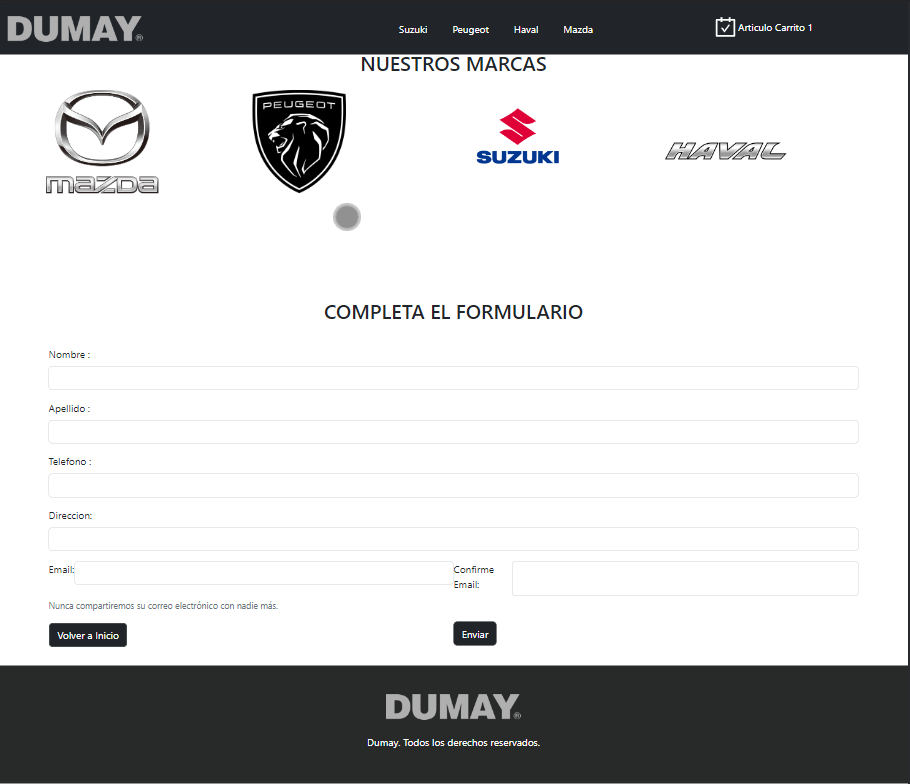 DUMAY®
Suzuki Peugeot Haval Mazda
Articulo Carrito 1
NUESTROS MARCAS
mazda
PEUGEOT
SUZUKI
HAVAL
COMPLETA EL FORMULARIO
Nombre :
Apellido :
Telefono :
Direccion:
Email:
Confirme
Email:
Nunca compartiremos su correo electrónico con nadie más.
Volver a Inicio
Enviar
DUMAY®
Dumay. Todos los derechos reservados.